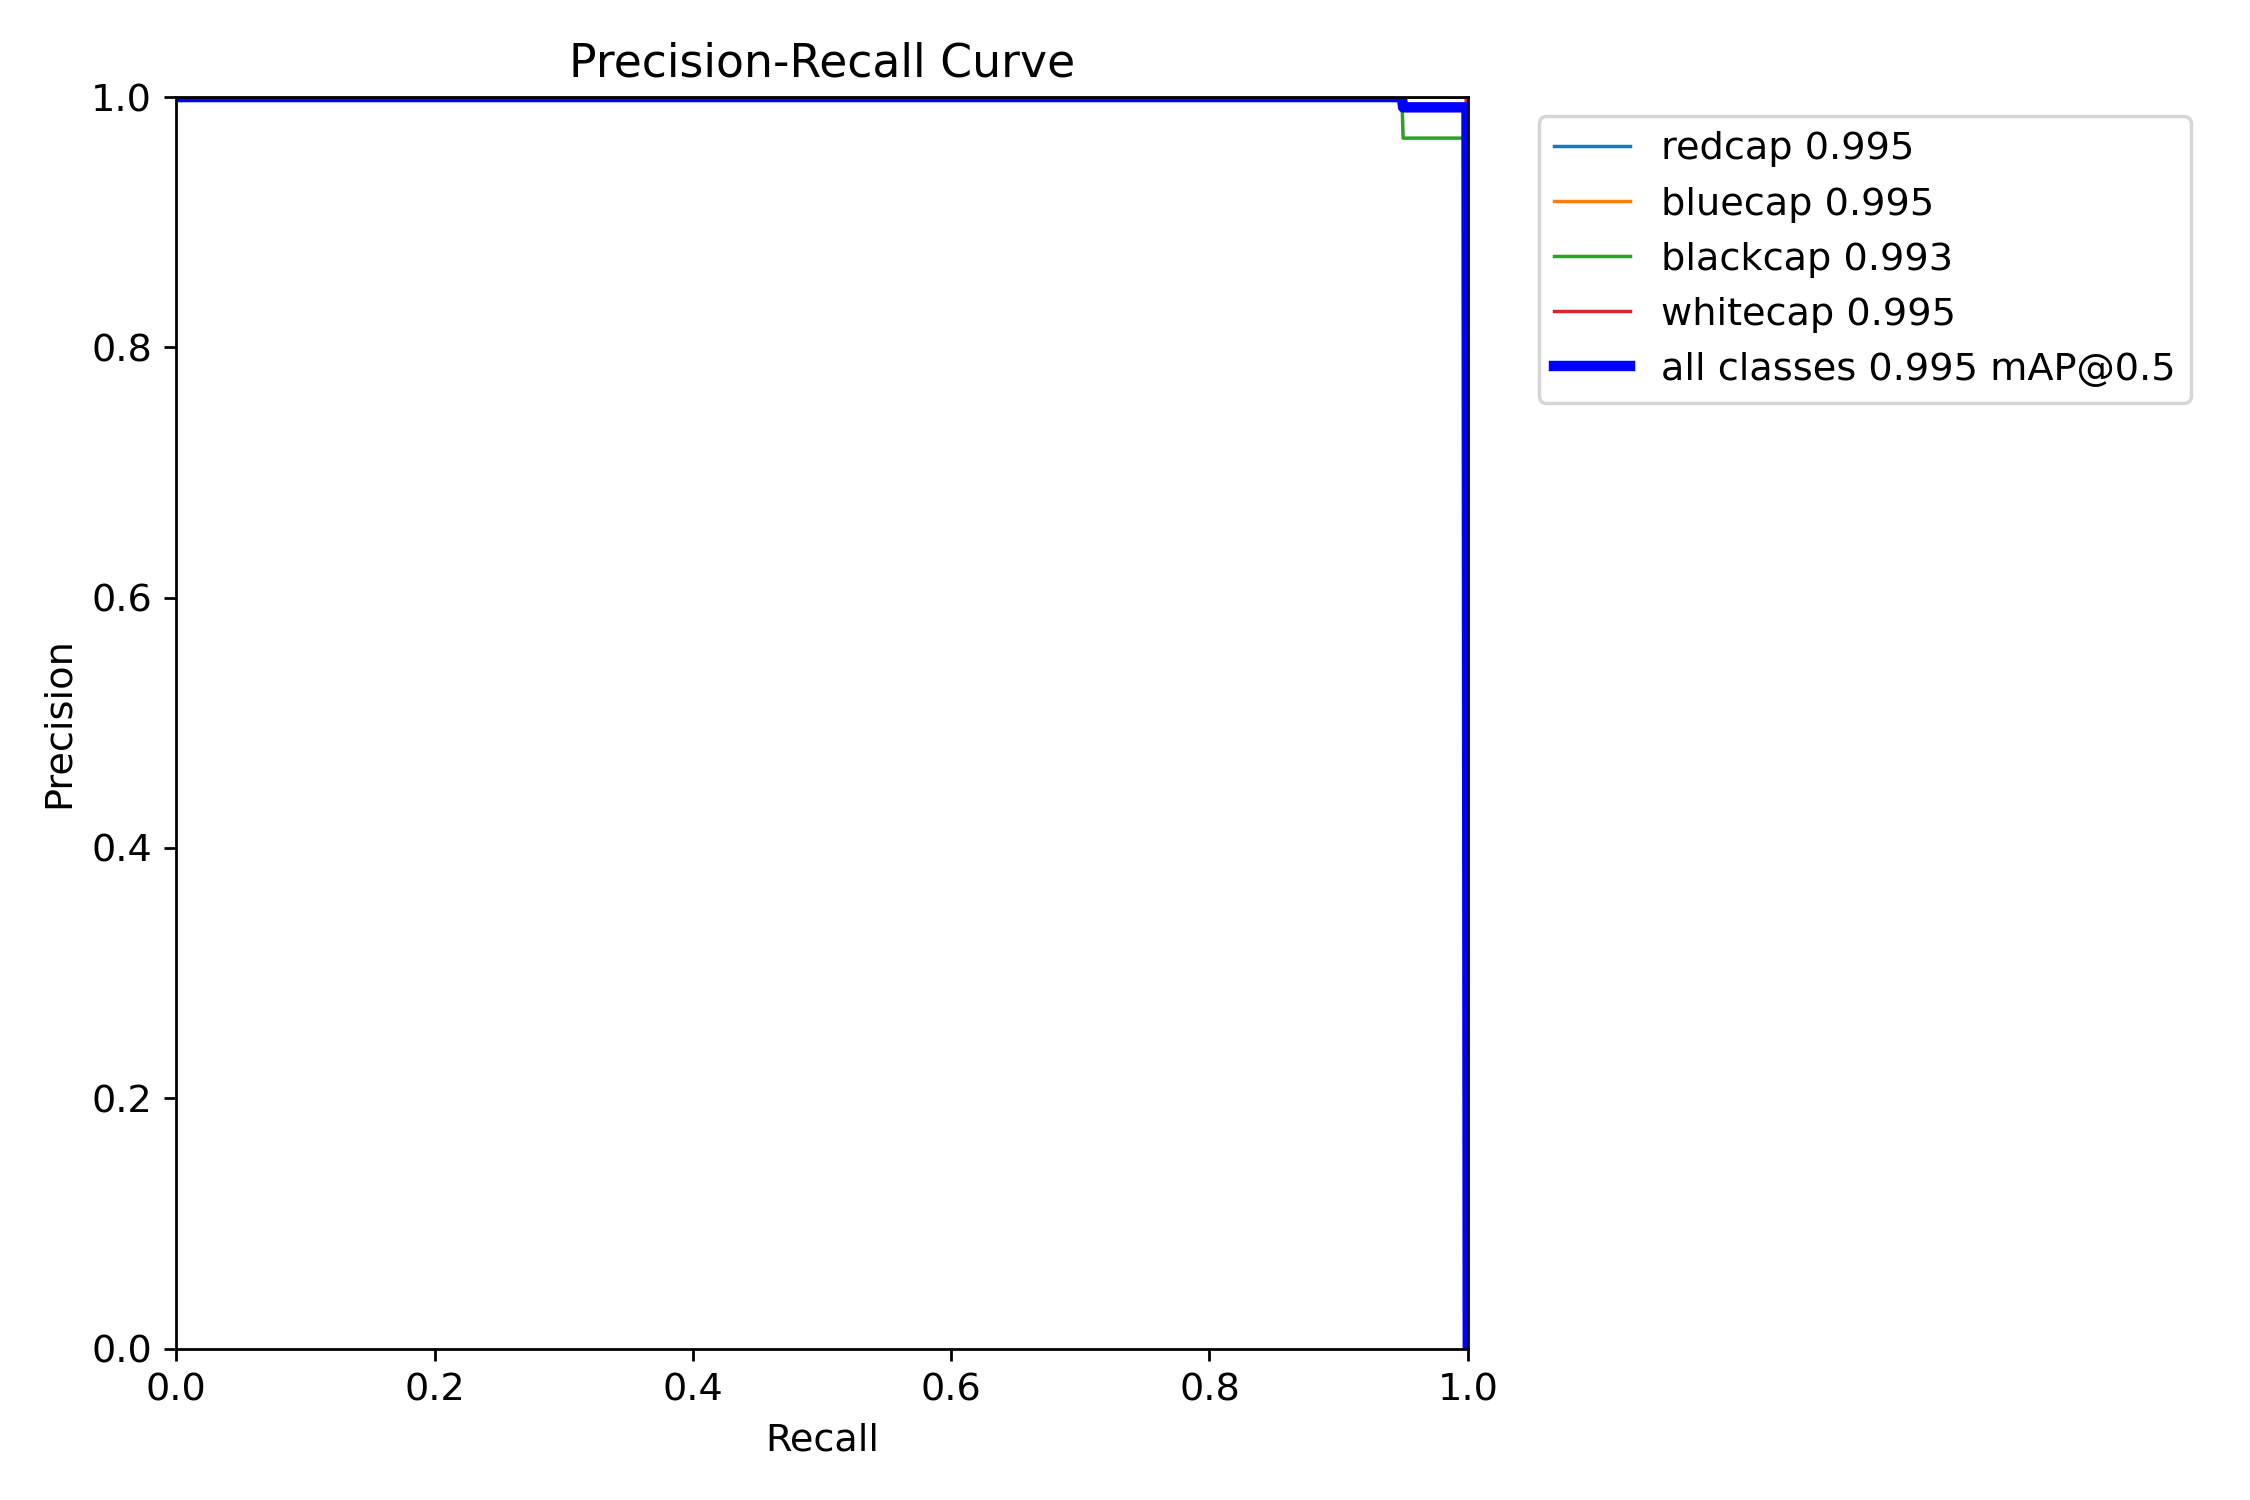 Precision-Recall Curve
1.0
0.8
0.6
0.4
0.2
0.0
Precision
0.0 0.2 0.4 0.6 0.8 1.0
Recall
redcap 0.995
bluecap 0.995
blackcap 0.993
whitecap 0.995
all classes 0.995 mAP@0.5